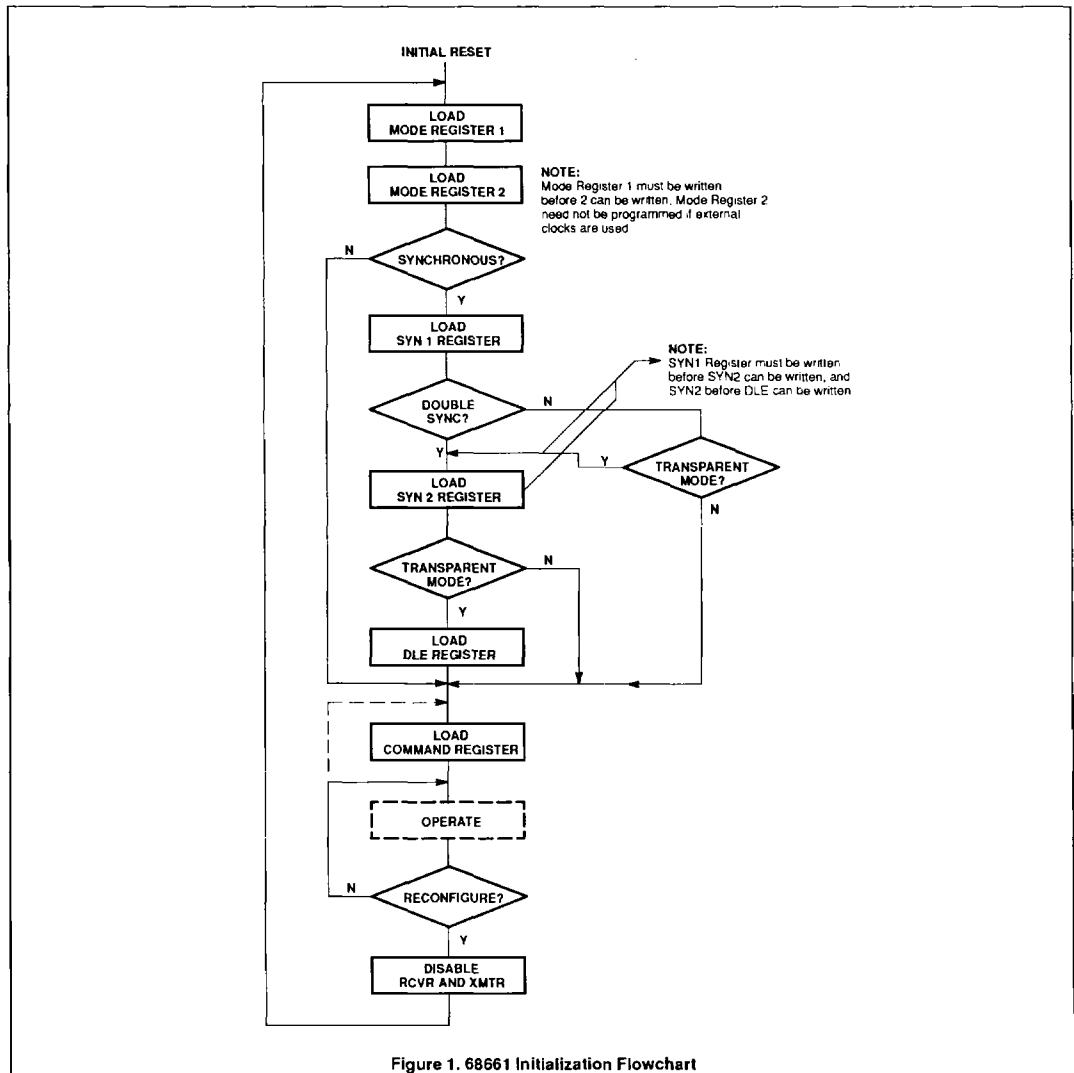 INITIAL RESET
LOAD
MODE REGISTER 1
LOAD
MODE REGISTER 2
NOTE:
Mode Register 1 must be written
before 2 can be written. Mode Register 2
need not be programmed if external
clocks are used
N
SYNCHRONOUS?
Y
LOAD
SYN 1 REGISTER
NOTE:
SYN1 Register must be written
before SYN2 can be written, and
SYN2 before DLE can be written
DOUBLE
SYNC?
N
Y
Y
TRANSPARENT
MODE?
LOAD
SYN 2 REGISTER
N
TRANSPARENT
MODE?
N
Y
LOAD
DLE REGISTER
LOAD
COMMAND REGISTER
OPERATE
N
RECONFIGURE?
Y
DISABLE
RCVR AND XMTR
Figure 1. 68661 Initialization Flowchart